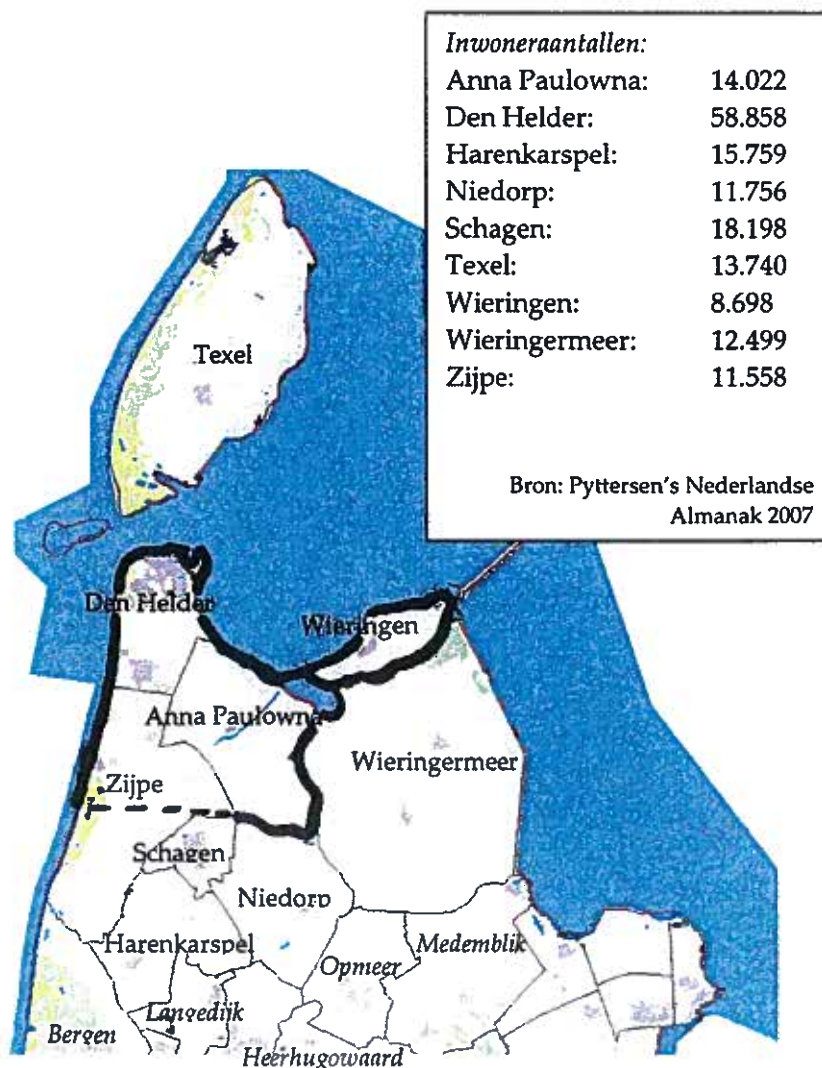 Inwoneraantallen:
Anna Paulowna: 14.022
Den Helder: 58.858
Harenkarspel: 15.759
Niedorp: 11.756
Schagen: 18.198
Texel: 13.740
Wieringen: 8.698
Wieringermeer: 12.499
Zijpe: 11.558
Bron: Pyttersen's Nederlandse
Almanak 2007
Texel
Den Helder
Wieringen
Anna Paulowna
Wieringermeer
Zijpe
Schagen
Niedorp
Harenkarspel
Medemblik
Opmeer
Langedijk
Bergen
Heerhugowaard